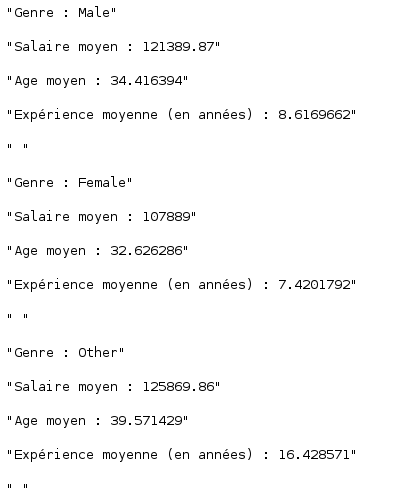 "Genre : Male"
"Salaire moyen : 121389.87"
"Age moyen : 34.416394"
"Expérience moyenne (en années) : 8.6169662"
" "
"Genre : Female"
"Salaire moyen : 107889"
"Age moyen : 32.626286"
"Expérience moyenne (en années) : 7.4201792"
" "
"Genre : Other"
"Salaire moyen : 125869.86"
"Age moyen : 39.571429"
"Expérience moyenne (en années) : 16.428571"
" "